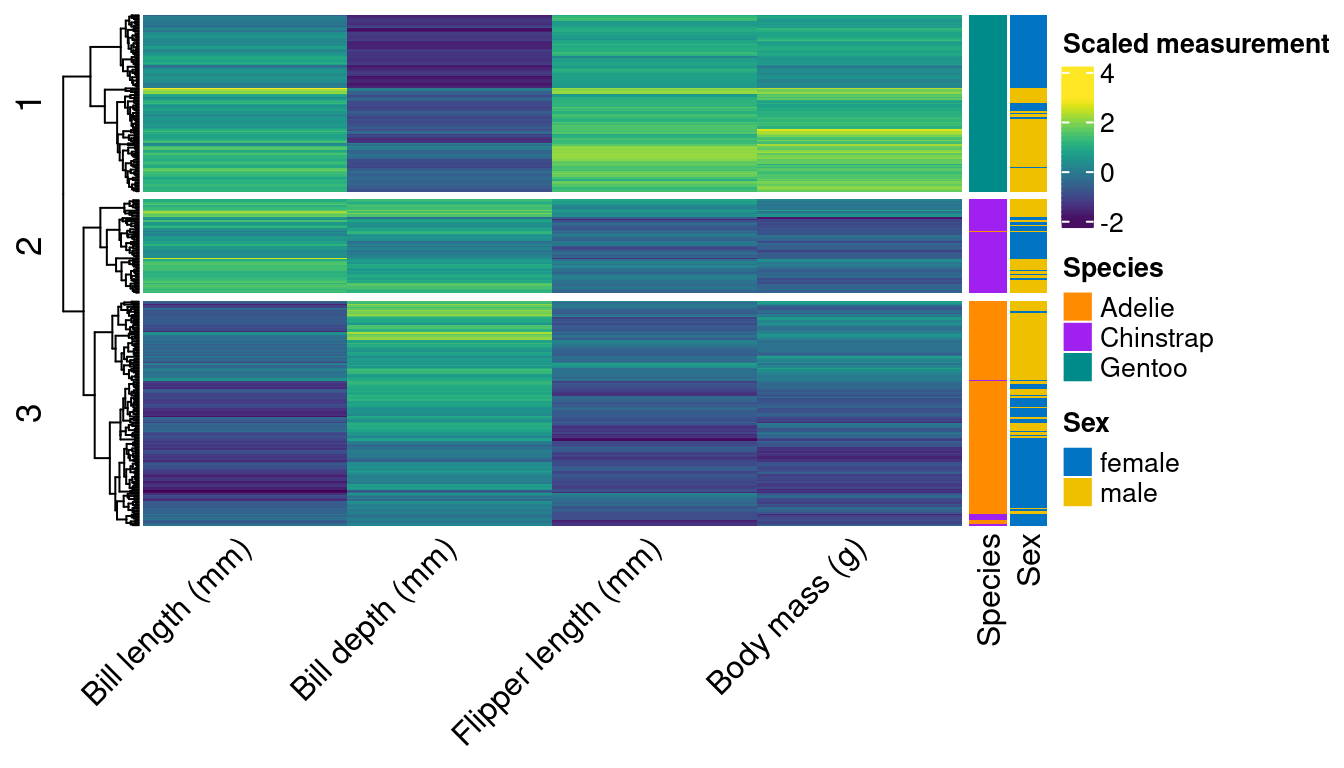 1
2
3
Bill length (mm)
Bill depth (mm)
Flipper length (mm)
Body mass (g)
Species
Sex
Scaled measurement
4
2
0
-2
Species
Adelie
Chinstrap
Gentoo
Sex
female
male